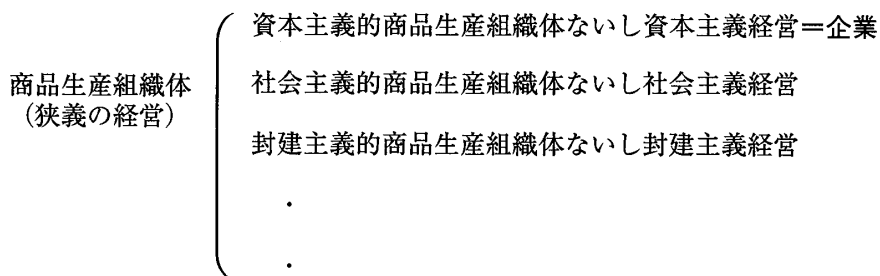 資本主義的商品生産組織体ないし資本主義経営＝企業
商品生産組織体
(狭義の経営)
社会主義的商品生産組織体ないし社会主義経営
封建主義的商品生産組織体ないし封建主義経営
・
・